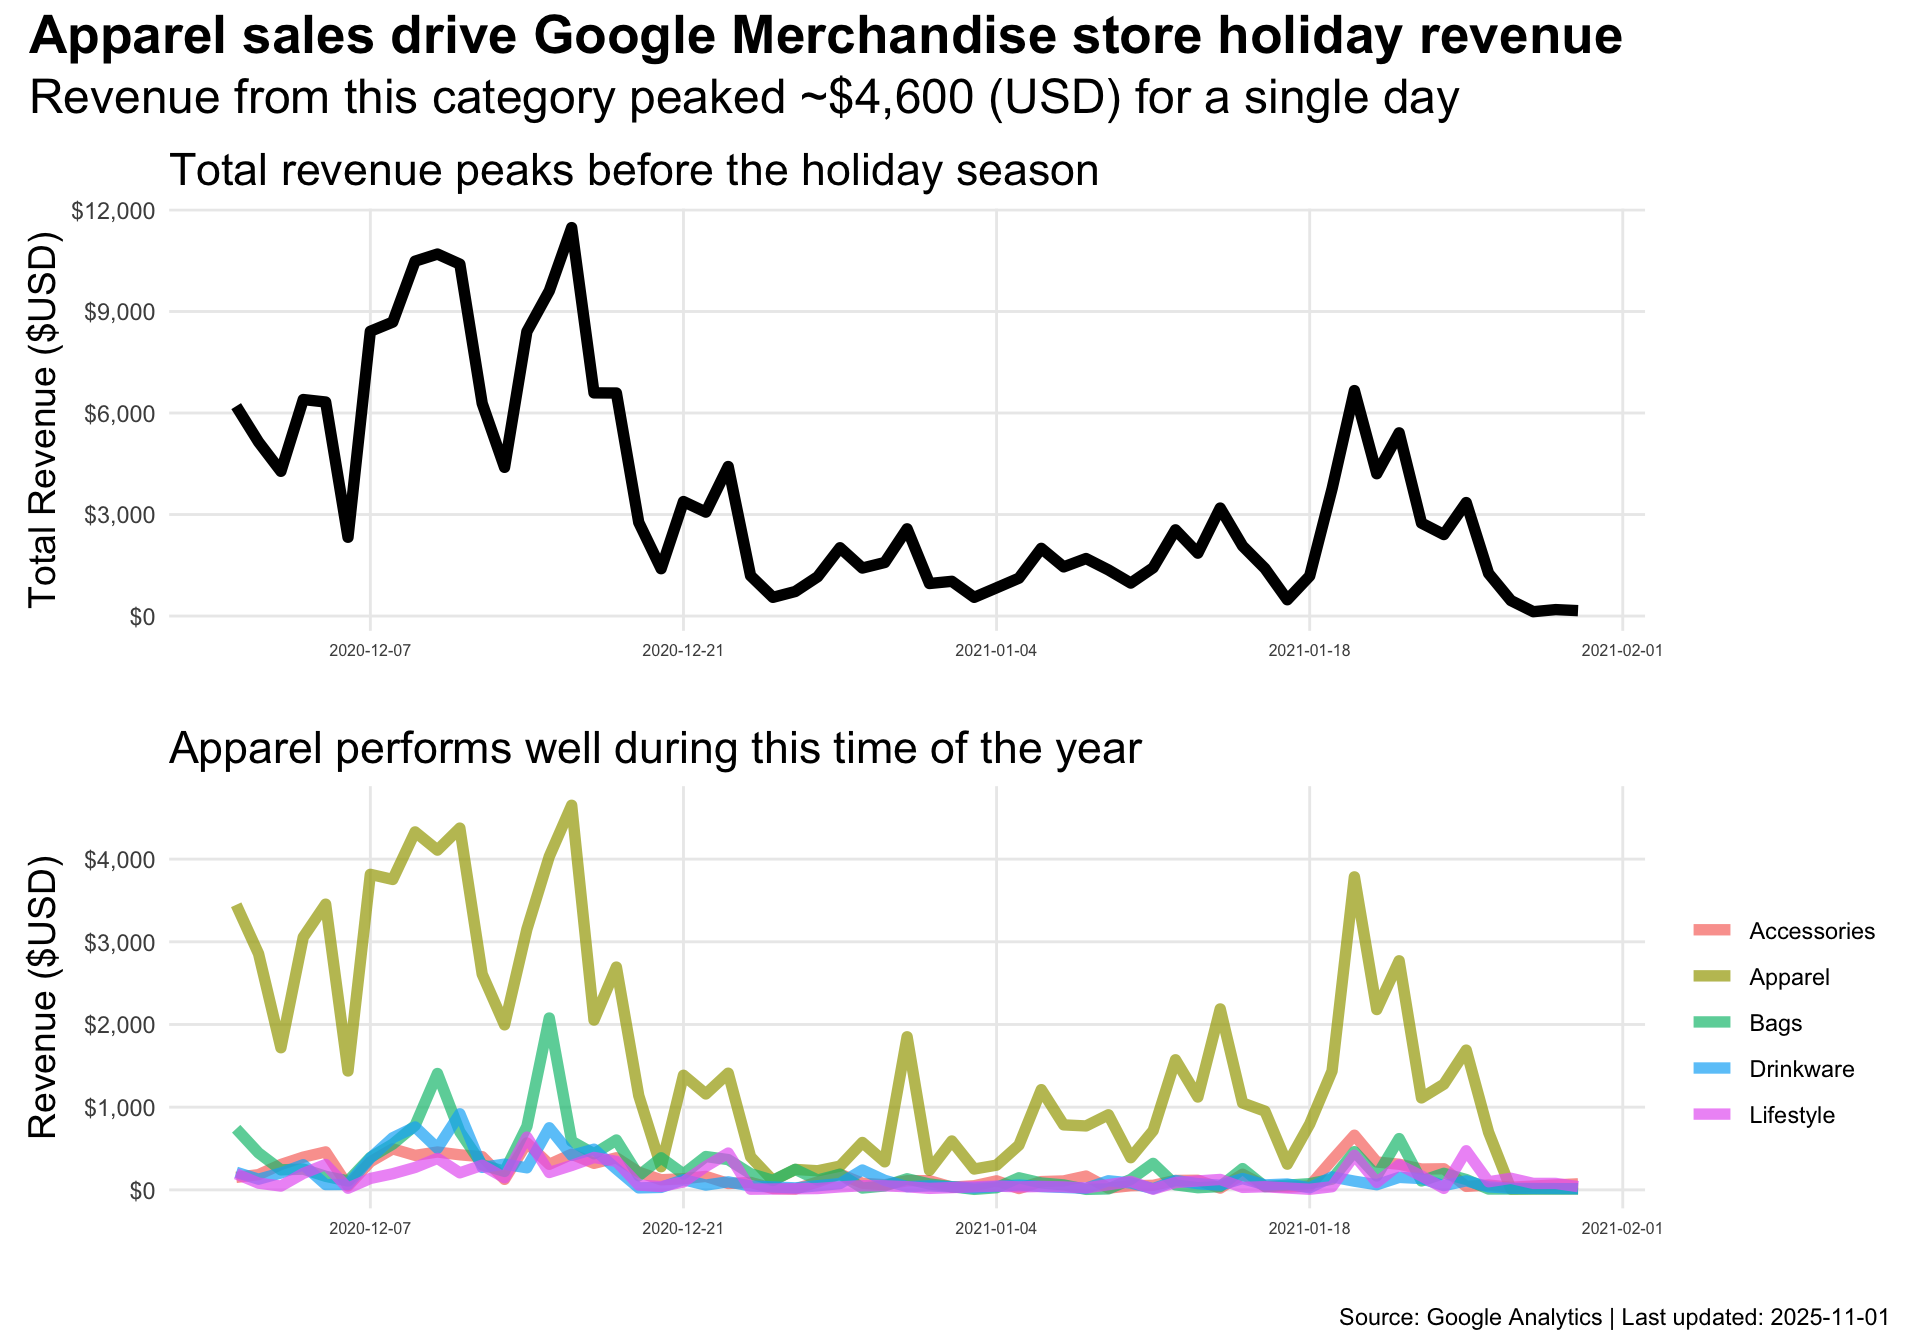 Apparel sales drive Google Merchandise store holiday revenue
Revenue from this category peaked ~$4,600 (USD) for a single day
Total revenue peaks before the holiday season
Total Revenue ($USD)
$12,000
$9,000
$6,000
$3,000
$0
2020-12-07
2020-12-21
2021-01-04
2021-01-18
2021-02-01
Apparel performs well during this time of the year
Revenue ($USD)
$4,000
$3,000
$2,000
$1,000
$0
2020-12-07
2020-12-21
2021-01-04
2021-01-18
2021-02-01
Accessories
Apparel
Bags
Drinkware
Lifestyle
Source: Google Analytics | Last updated: 2025-11-01